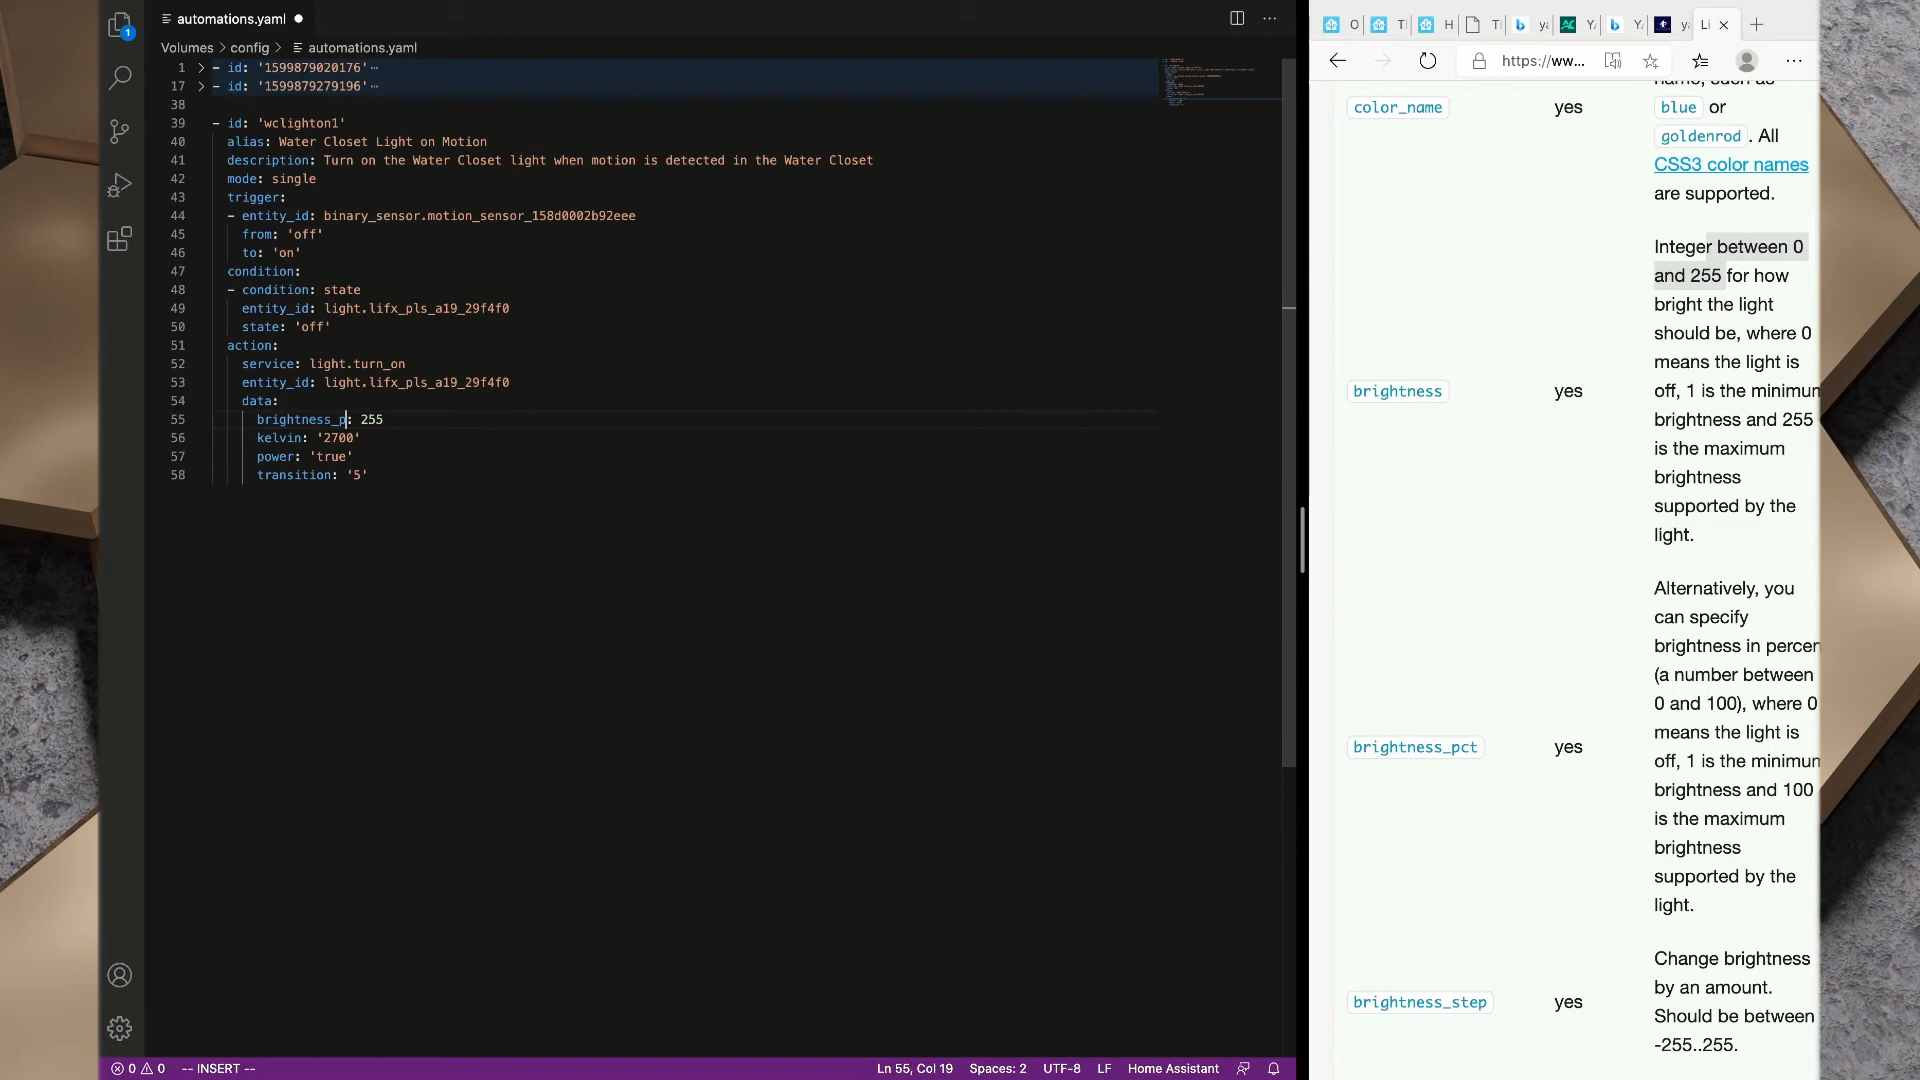 1
automations.yaml
Volumes > config > automations.yaml
1 - id: '1599879020176'
17 - id: '1599879279196'
38
39 - id: 'wclighton1'
40 alias: Water Closet Light on Motion
41 description: Turn on the Water Closet light when motion is detected in the Water Closet
42 mode: single
43 trigger:
44 - entity_id: binary_sensor.motion_sensor_158d0002b92eee
45 from: 'off'
46 to: 'on'
47 condition:
48 - condition: state
49 entity_id: light.lifx_pls_a19_29f4f0
50 state: 'off'
51 action:
52 service: light.turn_on
53 entity_id: light.lifx_pls_a19_29f4f0
54 data:
55 brightness_p: 255
56 kelvin: '2700'
57 power: 'true'
58 transition: '5'
0 0 -- INSERT --
Ln 55, Col 19 Spaces: 2 UTF-8 LF Home Assistant
Li
https://ww...
color_name yes
blue or
goldenrod. All
CSS3 color names
are supported.
brightness yes
Integer between 0
and 255 for how
bright the light
should be, where 0
means the light is
off, 1 is the minimum
brightness and 255
is the maximum
brightness
supported by the
light.
brightness_pct yes
Alternatively, you
can specify
brightness in percen
(a number between
0 and 100), where 0
means the light is
off, 1 is the minimum
brightness and 100
is the maximum
brightness
supported by the
light.
brightness_step yes
Change brightness
by an amount.
Should be between
-255..255.